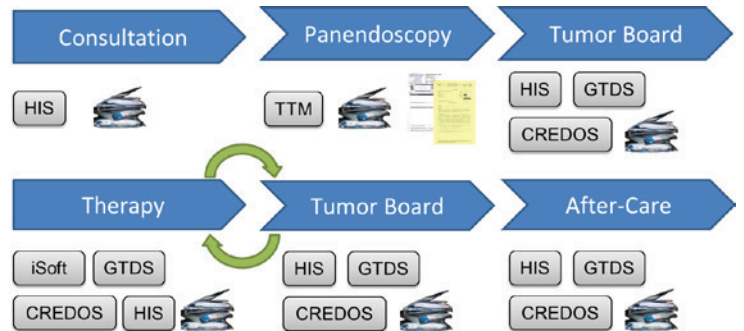 Consultation
Panendoscopy
Tumor Board
HIS
TTM
HIS GTDS
CREDOS
Therapy
Tumor Board
After-Care
iSoft GTDS
CREDOS HIS
HIS GTDS
CREDOS
HIS GTDS
CREDOS